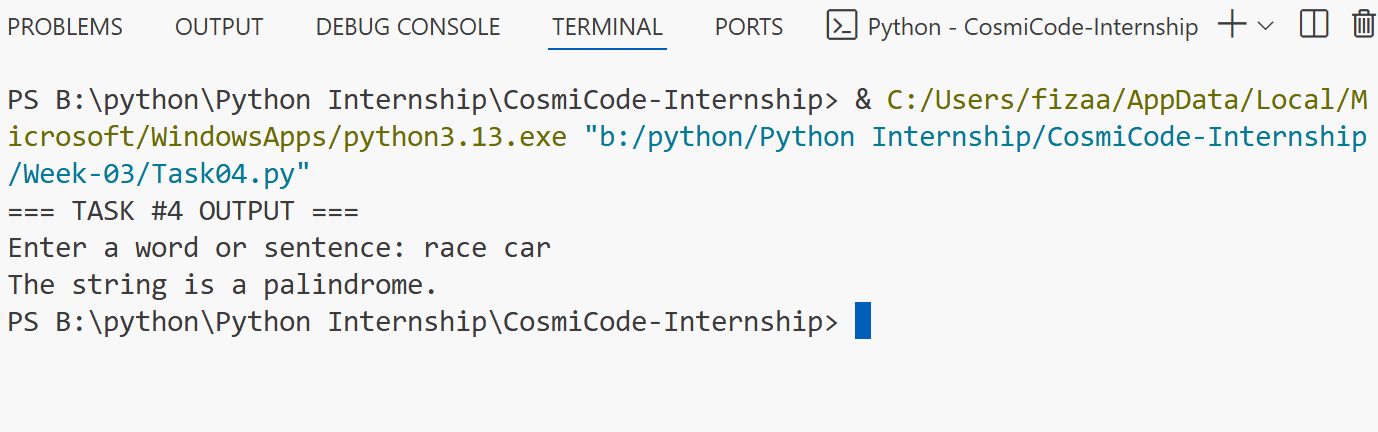 PROBLEMS OUTPUT DEBUG CONSOLE TERMINAL PORTS Python - CosmiCode-Internship
PS B:\python\Python Internship\CosmiCode-Internship> & C:/Users/fizaa/AppData/Local/M
icrosoft/WindowsApps/python3.13.exe "b:/python/Python Internship/CosmiCode-Internship
/Week-03/Task04.py"
=== TASK #4 OUTPUT ===
Enter a word or sentence: race car
The string is a palindrome.
PS B:\python\Python Internship\CosmiCode-Internship>